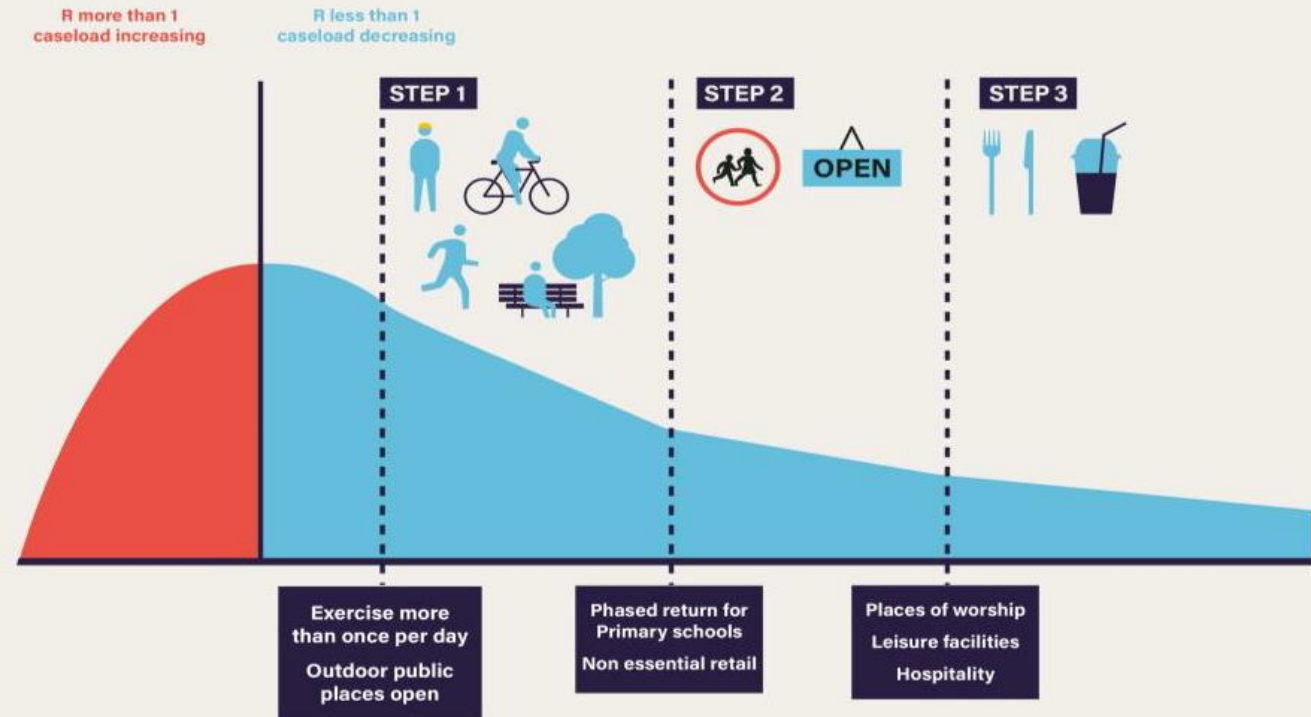 R more than 1
caseload increasing
R less than 1
caseload decreasing
STEP 1
STEP 2
STEP 3
OPEN
Exercise more
than once per day
Outdoor public
places open
Phased return for
Primary schools
Non essential retail
Places of worship
Leisure facilities
Hospitality